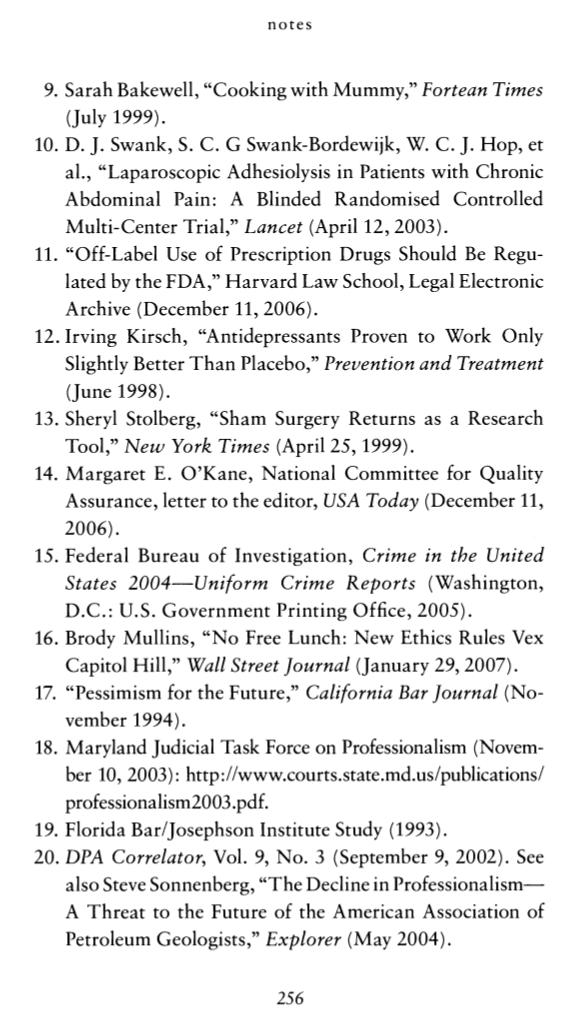 notes
9. Sarah Bakewell, “Cooking with Mummy,” Fortean Times
(July 1999).
10. D. J. Swank, S. C. G Swank-Bordewijk, W. C. J. Hop, et
al., “Laparoscopic Adhesiolysis in Patients with Chronic
Abdominal Pain: A Blinded Randomised Controlled
Multi-Center Trial,” Lancet (April 12, 2003).
11. “Off-Label Use of Prescription Drugs Should Be Regu-
lated by the FDA,” Harvard Law School, Legal Electronic
Archive (December 11, 2006).
12. Irving Kirsch, “Antidepressants Proven to Work Only
Slightly Better Than Placebo,” Prevention and Treatment
(June 1998).
13. Sheryl Stolberg, “Sham Surgery Returns as a Research
Tool,” New York Times (April 25, 1999).
14. Margaret E. O’Kane, National Committee for Quality
Assurance, letter to the editor, USA Today (December 11,
2006).
15. Federal Bureau of Investigation, Crime in the United
States 2004—Uniform Crime Reports (Washington,
D.C.: U.S. Government Printing Office, 2005).
16. Brody Mullins, “No Free Lunch: New Ethics Rules Vex
Capitol Hill,” Wall Street Journal (January 29, 2007).
17. “Pessimism for the Future,” California Bar Journal (No-
vember 1994).
18. Maryland Judicial Task Force on Professionalism (Novem-
ber 10, 2003): http://www.courts.state.md.us/publications/
professionalism2003.pdf.
19. Florida Bar/Josephson Institute Study (1993).
20. DPA Correlator, Vol. 9, No. 3 (September 9, 2002). See
also Steve Sonnenberg, “The Decline in Professionalism—
A Threat to the Future of the American Association of
Petroleum Geologists,” Explorer (May 2004).
256